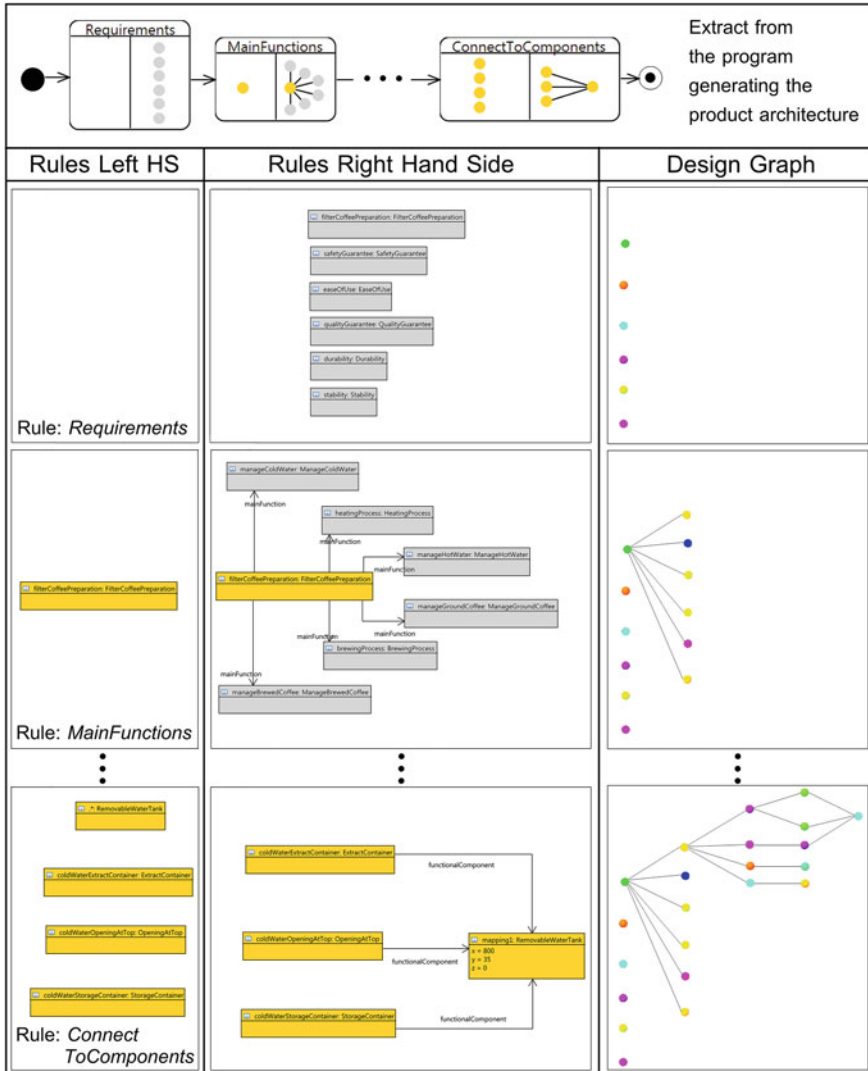 Requirements
MainFunctions
ConnectToComponents
Extract from
the program
generating the
product architecture
Rules Left HS
Rules Right Hand Side
Design Graph
filterCoffeePreparation: FilterCoffeePreparation
safetyGuarantee: SafetyGuarantee
easeOfUse: EaseOfUse
qualityGuarantee: QualityGuarantee
durability: Durability
stability: Stability
Rule: Requirements
manageColdWater: ManageColdWater
mainFunction
heatingProcess: HeatingProcess
mainFunction
manageHotWater: ManageHotWater
mainFunction
filterCoffeePreparation: FilterCoffeePreparation
filterCoffeePreparation: FilterCoffeePreparation
manageGroundCoffee: ManageGroundCoffee
mainFunction
mainFunction
brewingProcess: BrewingProcess
mainFunction
manageBrewedCoffee: ManageBrewedCoffee
Rule: MainFunctions
.*: RemovableWaterTank
coldWaterExtractContainer: ExtractContainer
coldWaterOpeningAtTop: OpeningAtTop
coldWaterStorageContainer: StorageContainer
Rule: Connect
ToComponents
coldWaterExtractContainer: ExtractContainer
functionalComponent
coldWaterOpeningAtTop: OpeningAtTop
functionalComponent
mapping1: RemovableWaterTank
x = 800
y = 35
z = 0
coldWaterStorageContainer: StorageContainer
functionalComponent